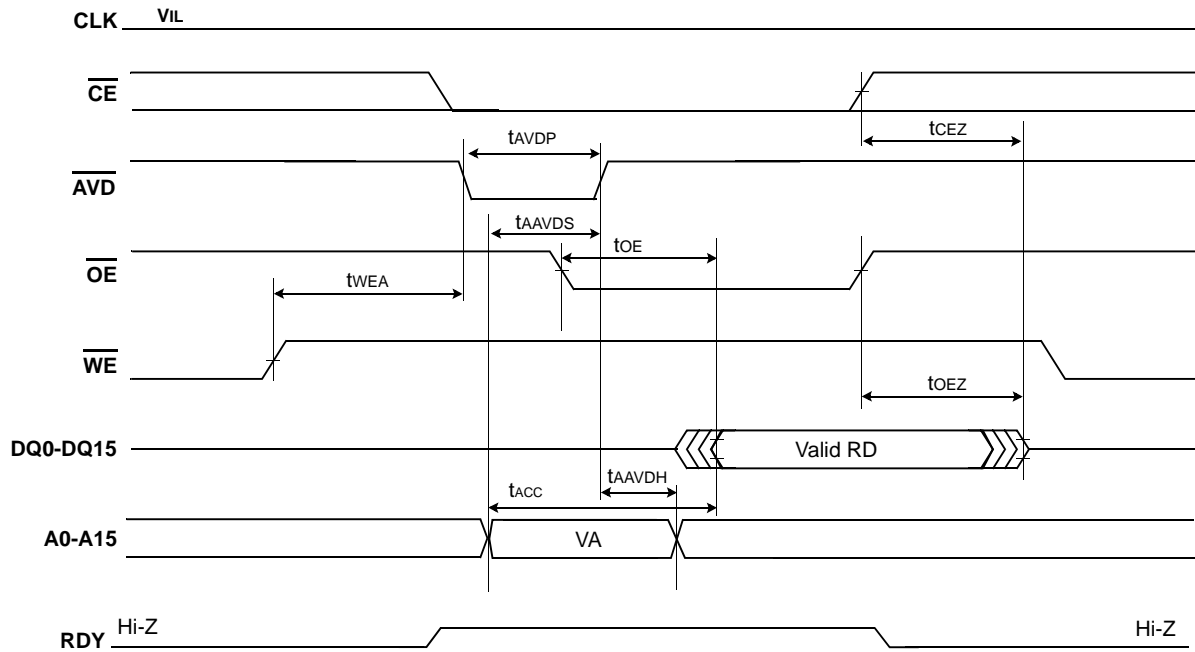 CLK VIL
CE
tCEZ
tAVDP
AVD
tAAVDS
tOE
OE
tWEA
WE
tOEZ
DQ0-DQ15 Valid RD
tAAVDH
tACC
A0-A15 VA
RDY Hi-Z Hi-Z